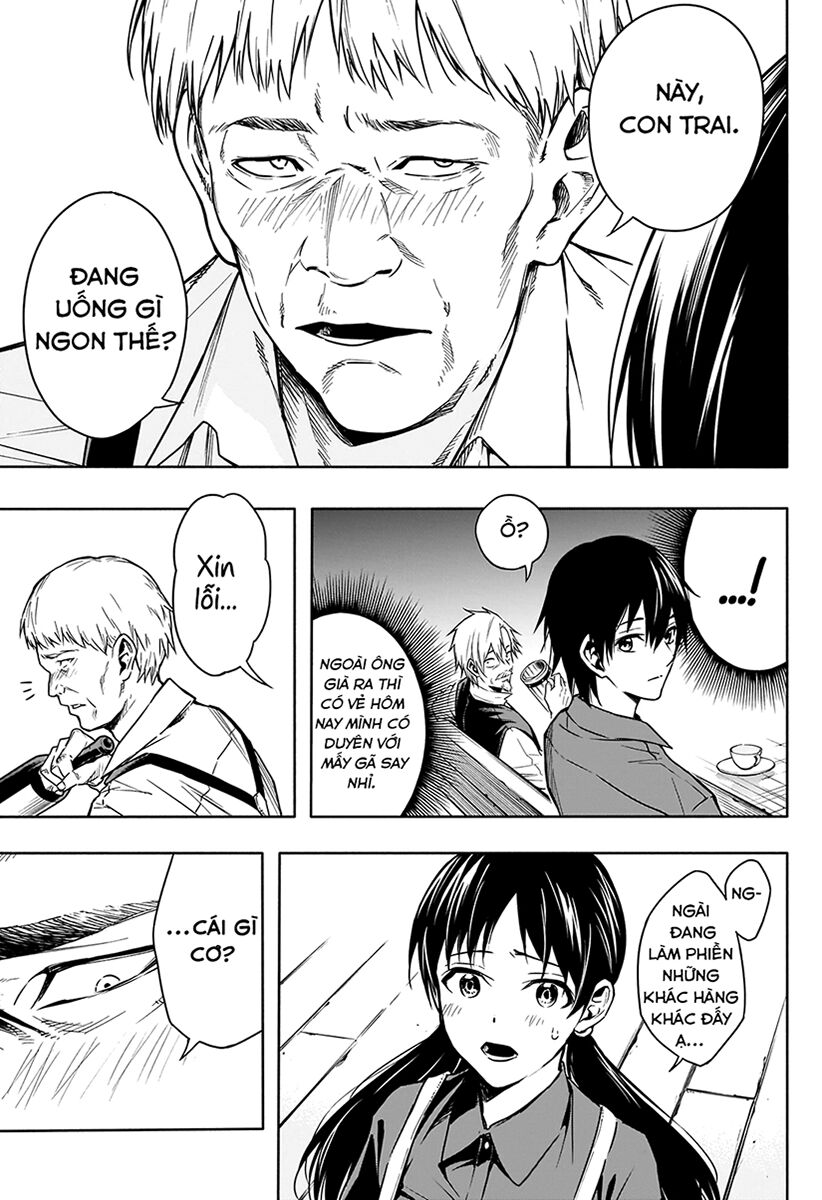 NÀY,
CON TRAI.
ĐANG
UỐNG GÌ
NGON THẾ?
....!
Ồ?
NGOÀI ÔNG
GIÀ RA THÌ
CÓ VẺ HÔM
NAY MÌNH CÓ
DUYÊN VỚI
MẤY GÃ SAY
NHỈ.
Xin
lỗi...
NG-
NGÀI
ĐANG
LÀM PHIỀN
NHỮNG
KHÁC HÀNG
KHÁC ĐẤY
Ạ...
...CÁI GÌ
CƠ?